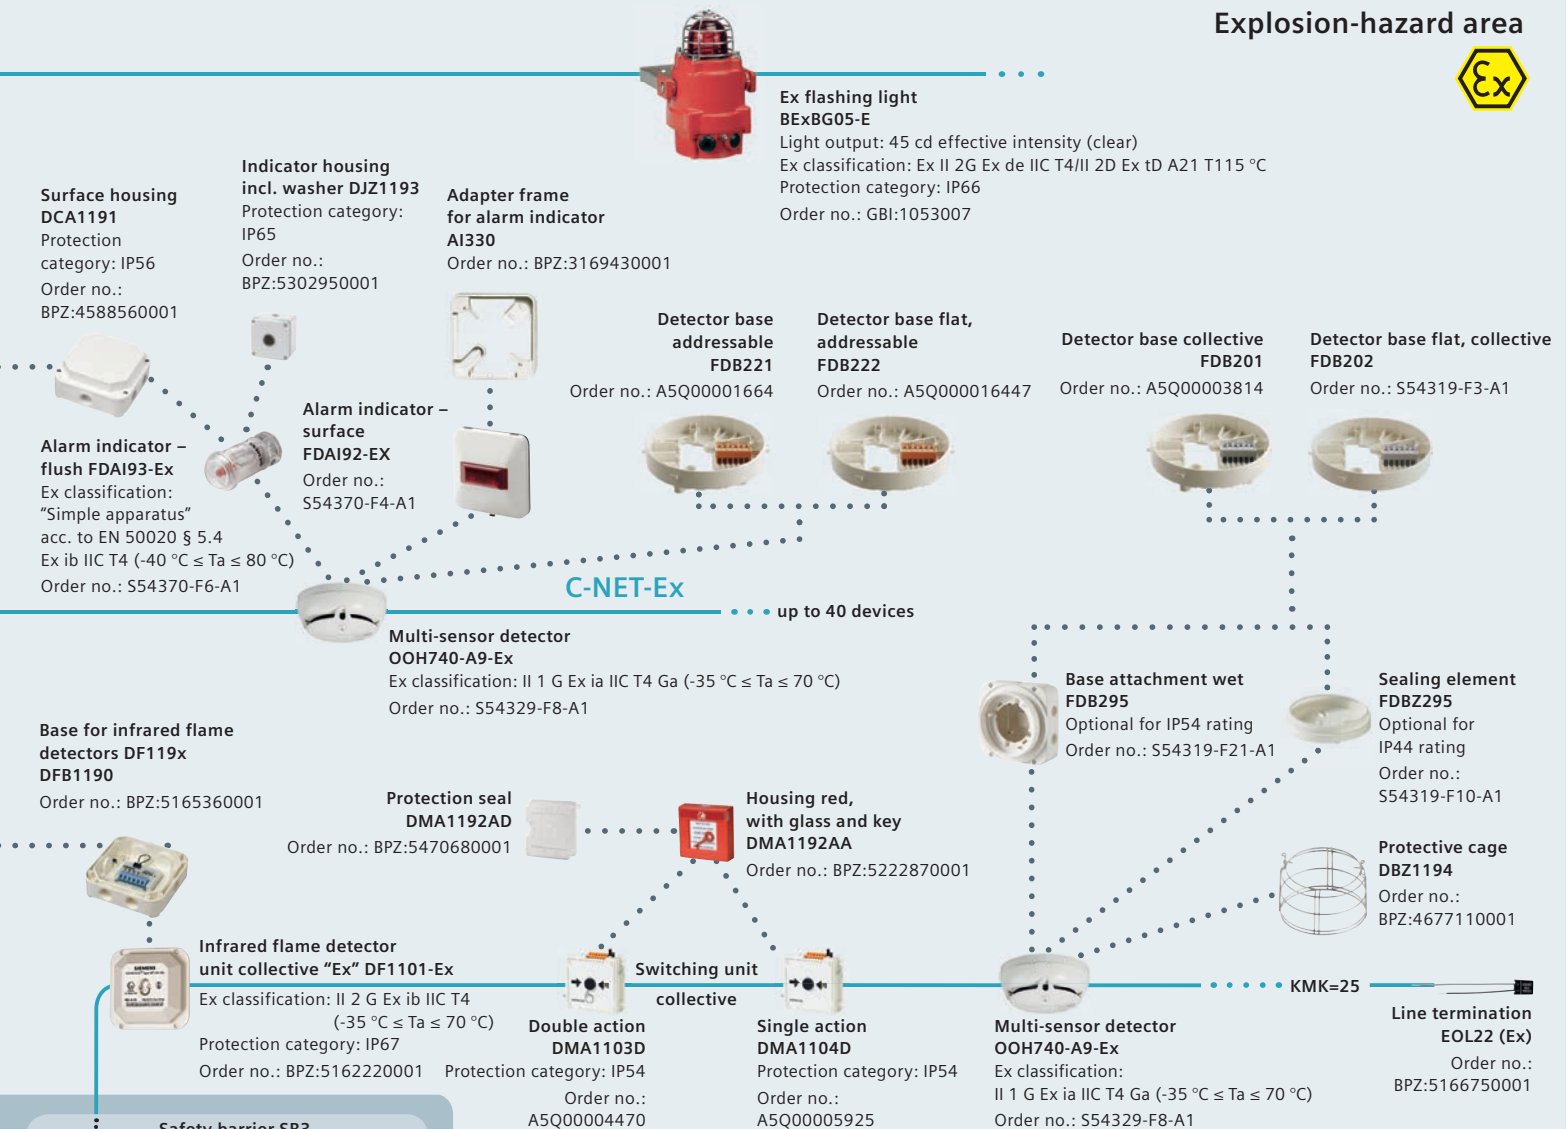 Explosion-hazard area
Ex
Ex flashing light
BExBG05-E
Light output: 45 cd effective intensity (clear)
Ex classification: Ex II 2G Ex de IIC T4/II 2D Ex tD A21 T115 °C
Protection category: IP66
Order no.: GBI:1053007
Surface housing
DCA1191
Protection
category: IP56
Order no.:
BPZ:4588560001
Indicator housing
incl. washer DJZ1193
Protection category:
IP65
Order no.:
BPZ:5302950001
Adapter frame
for alarm indicator
AI330
Order no.: BPZ:3169430001
Detector base
addressable
FDB221
Order no.: A5Q00001664
Detector base flat,
addressable
FDB222
Order no.: A5Q000016447
Detector base collective
FDB201
Order no.: A5Q00003814
Detector base flat, collective
FDB202
Order no.: S54319-F3-A1
Alarm indicator –
flush FDAI93-Ex
Ex classification:
“Simple apparatus”
acc. to EN 50020 § 5.4
Ex ib IIC T4 (-40 °C ≤ Ta ≤ 80 °C)
Order no.: S54370-F6-A1
Alarm indicator –
surface
FDAI92-EX
Order no.:
S54370-F4-A1
C-NET-Ex
up to 40 devices
Multi-sensor detector
OOH740-A9-Ex
Ex classification: II 1 G Ex ia IIC T4 Ga (-35 °C ≤ Ta ≤ 70 °C)
Order no.: S54329-F8-A1
Base attachment wet
FDB295
Optional for IP54 rating
Order no.: S54319-F21-A1
Sealing element
FDBZ295
Optional for
IP44 rating
Order no.:
S54319-F10-A1
Base for infrared flame
detectors DF119x
DFB1190
Order no.: BPZ:5165360001
Protection seal
DMA1192AD
Order no.: BPZ:5470680001
Housing red,
with glass and key
DMA1192AA
Order no.: BPZ:5222870001
Protective cage
DBZ1194
Order no.:
BPZ:4677110001
SIEMENS
Infrared flame detector
unit collective “Ex” DF1101-Ex
Ex classification: II 2 G Ex ib IIC T4
(-35 °C ≤ Ta ≤ 70 °C)
Protection category: IP67
Order no.: BPZ:5162220001
Switching unit
collective
Double action
DMA1103D
Protection category: IP54
Order no.:
A5Q00004470
Single action
DMA1104D
Protection category: IP54
Order no.:
A5Q00005925
Multi-sensor detector
OOH740-A9-Ex
Ex classification:
II 1 G Ex ia IIC T4 Ga (-35 °C ≤ Ta ≤ 70 °C)
Order no.: S54329-F8-A1
KMK=25
Line termination
EOL22 (Ex)
Order no.:
BPZ:5166750001
Safety barrier SB3